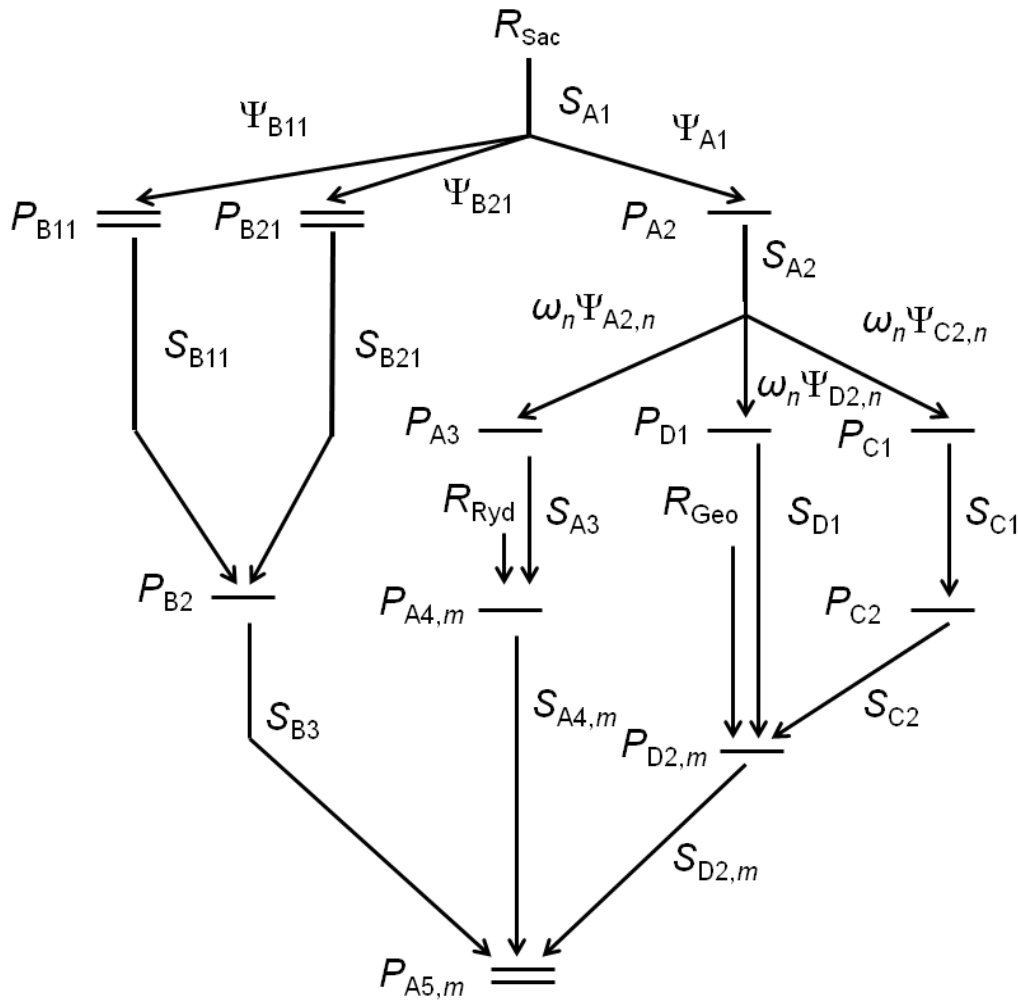 R_Sac
S_A1
Ψ_B11
Ψ_A1
Ψ_B21
P_B11
P_B21
P_A2
S_A2
ω_nΨ_A2,n
ω_nΨ_C2,n
S_B11
S_B21
ω_nΨ_D2,n
P_A3
P_D1
P_C1
R_Ryd
S_A3
R_Geo
S_D1
S_C1
P_B2
P_A4,m
P_C2
S_B3
S_A4,m
S_C2
P_D2,m
S_D2,m
P_A5,m